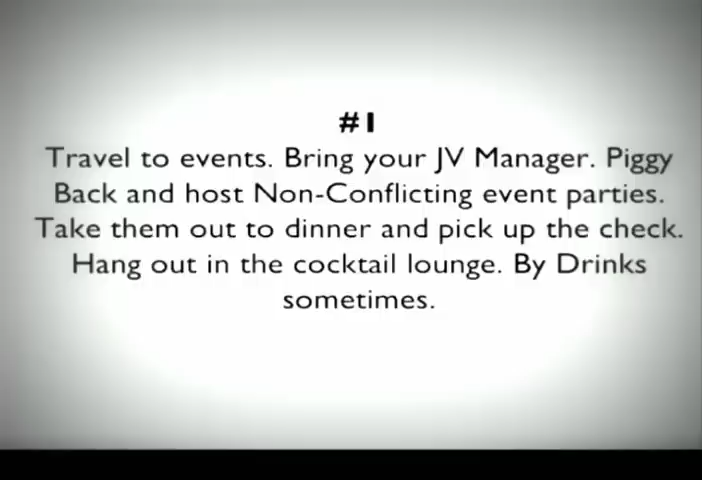 #1
Travel to events. Bring your JV Manager. Piggy
Back and host Non-Conflicting event parties.
Take them out to dinner and pick up the check.
Hang out in the cocktail lounge. By Drinks
sometimes.